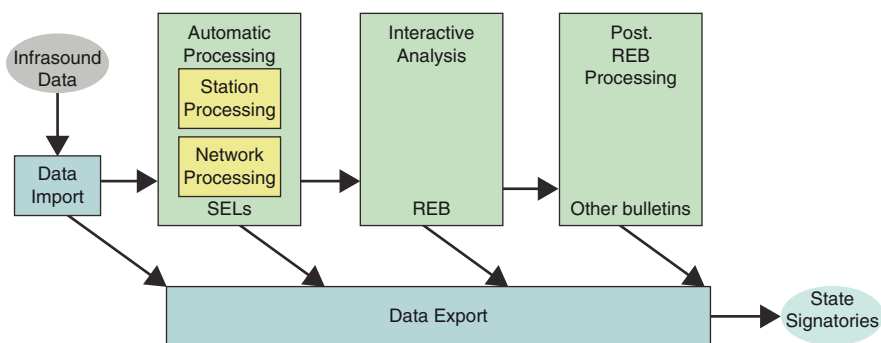 Infrasound
Data
Data
Import
Automatic
Processing
Station
Processing
Network
Processing
SELs
Interactive
Analysis
REB
Post.
REB
Processing
Other bulletins
Data Export
State
Signatories